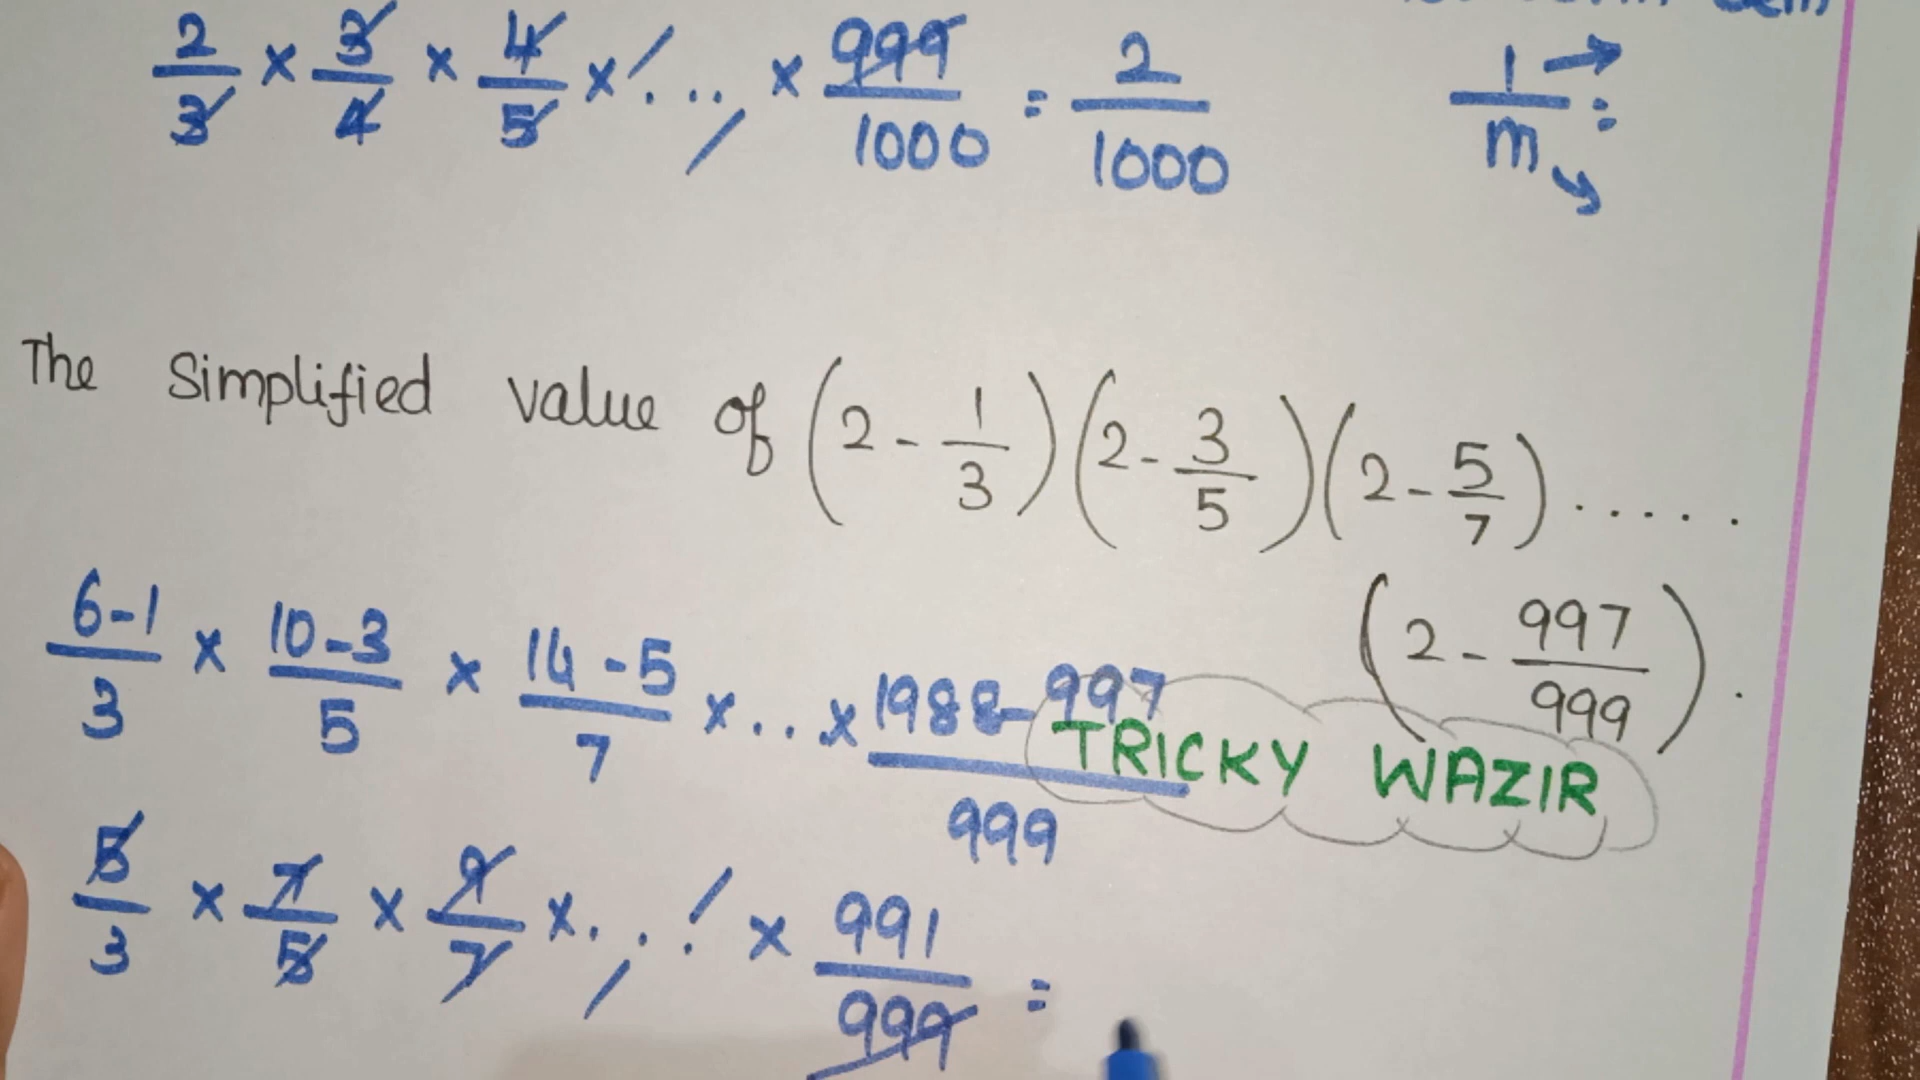 2/3 × 3/4 × 4/5 × ... × 999/1000 = 2/1000
1/m :
The Simplified value of (2 - 1/3)(2 - 3/5)(2 - 5/7).....
(2 - 997/999).
6-1/3 × 10-3/5 × 14-5/7 × ... × 1988-997/999
TRICKY WAZIR
5/3 × 7/5 × 9/7 × ... × 991/999 =